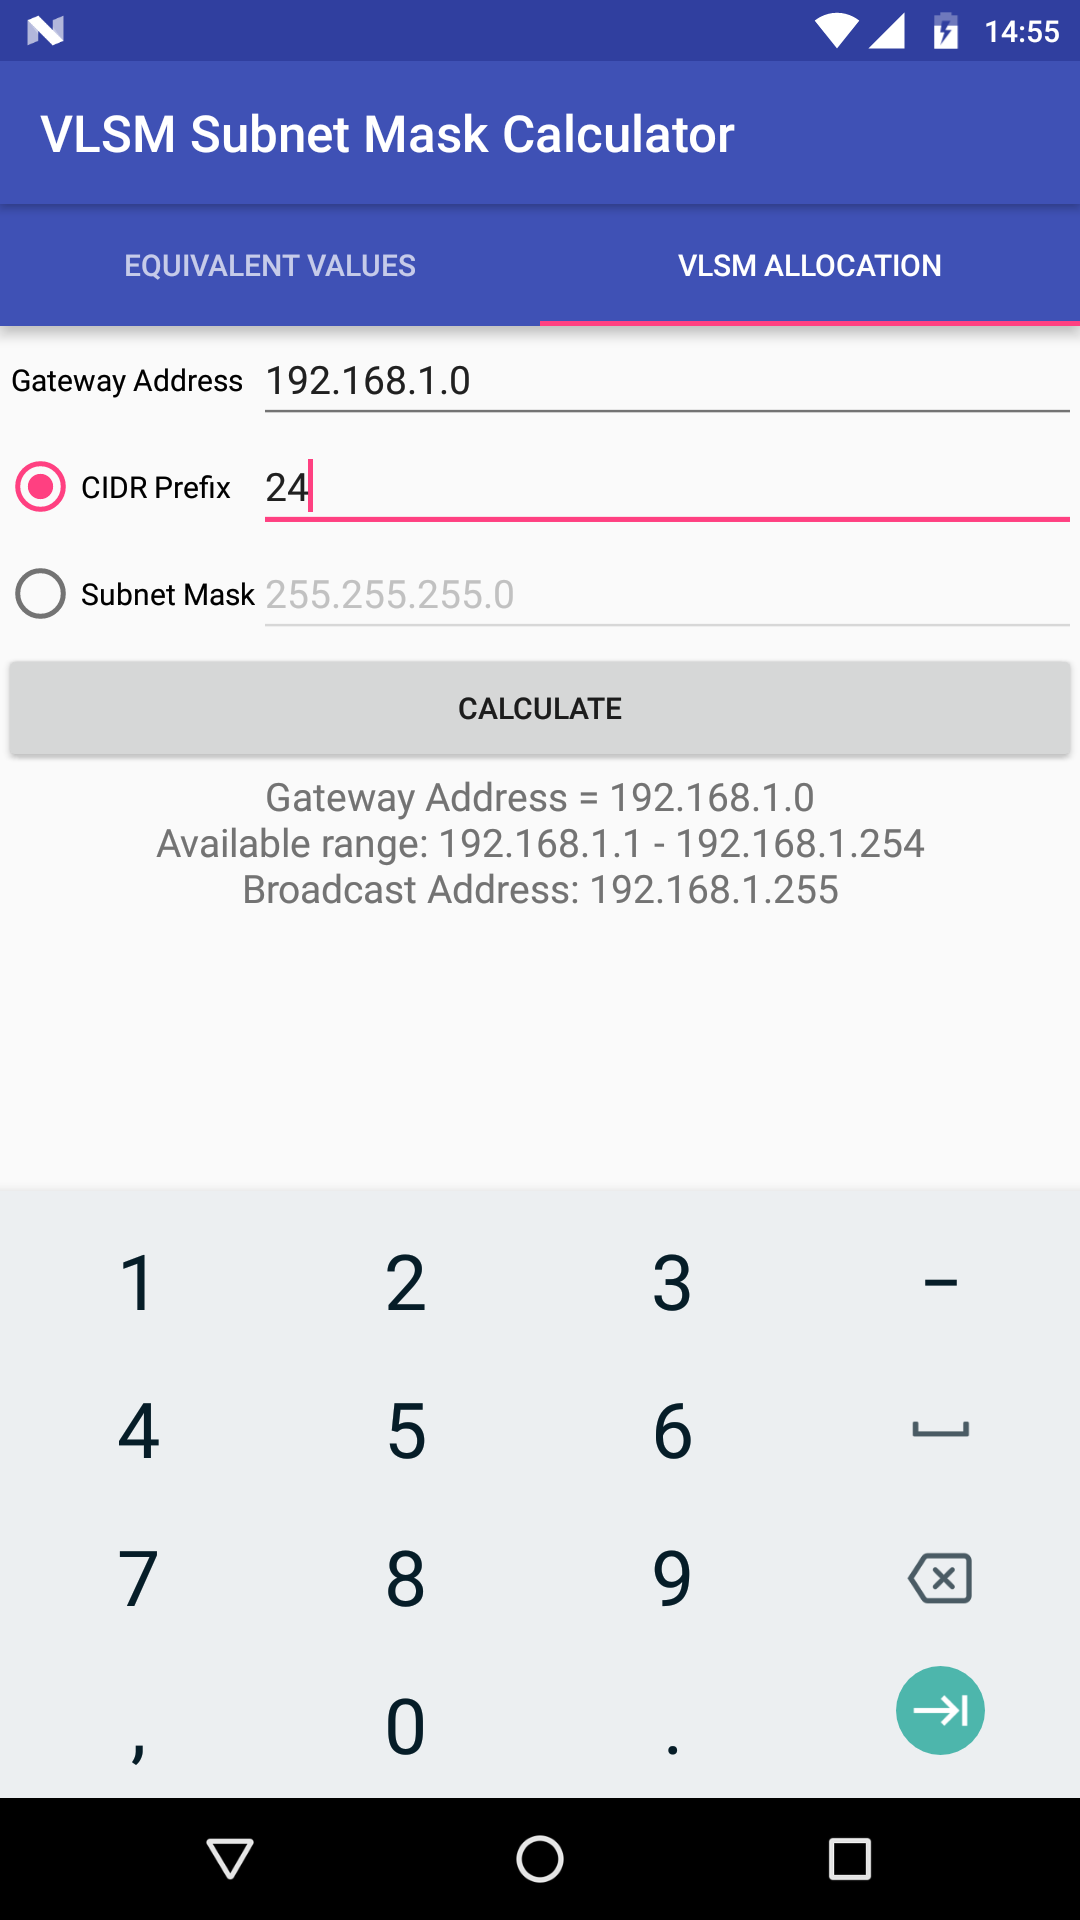 14:55
VLSM Subnet Mask Calculator
EQUIVALENT VALUES VLSM ALLOCATION
Gateway Address 192.168.1.0
CIDR Prefix 24
Subnet Mask 255.255.255.0
CALCULATE
Gateway Address = 192.168.1.0
Available range: 192.168.1.1 - 192.168.1.254
Broadcast Address: 192.168.1.255
1 2 3 –
4 5 6
7 8 9
, 0 .